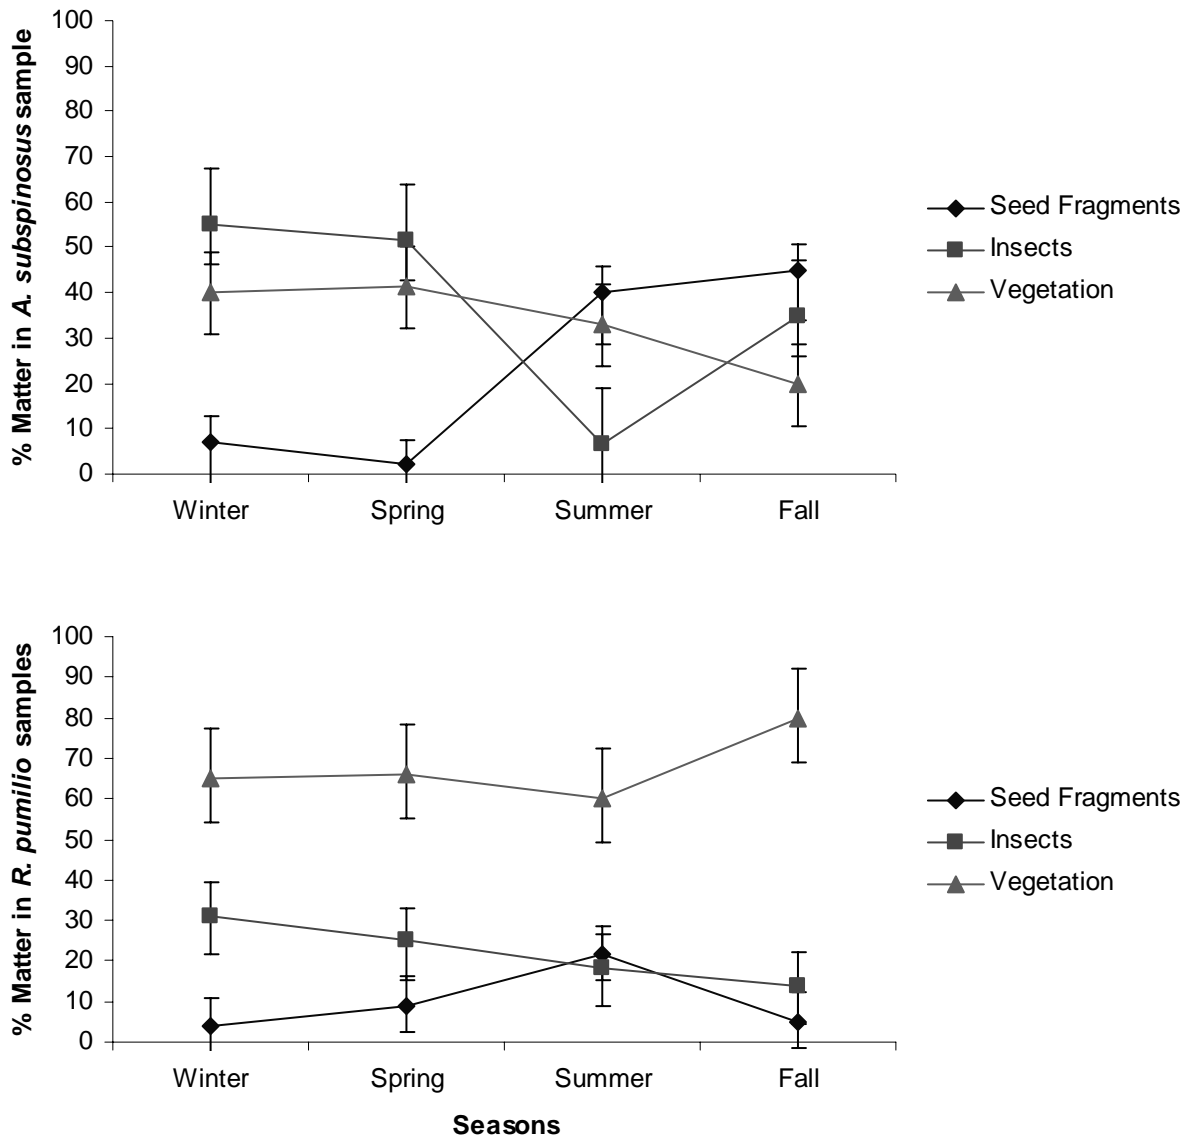 % Matter in A. subspinosus sample
100
90
80
70
60
50
40
30
20
10
0
Winter Spring Summer Fall
Seed Fragments
Insects
Vegetation
% Matter in R. pumilio samples
100
90
80
70
60
50
40
30
20
10
0
Winter Spring Summer Fall
Seasons
Seed Fragments
Insects
Vegetation